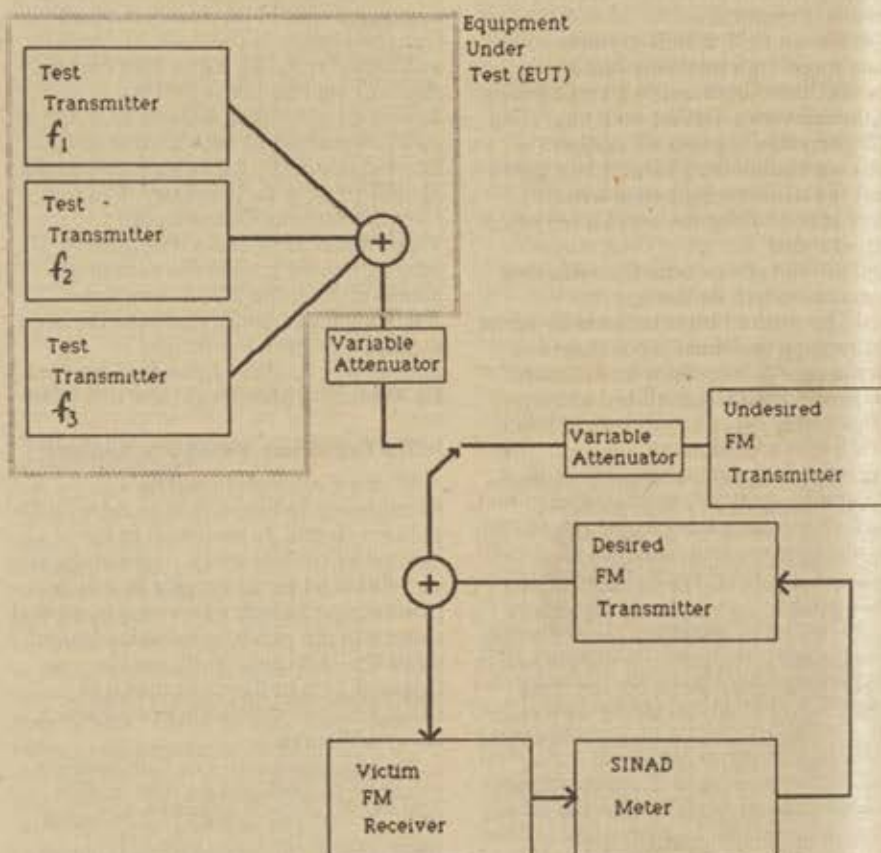 Equipment
Under
Test (EUT)
Test
Transmitter
f₁
Test
Transmitter
f₂
Test
Transmitter
f₃
Variable
Attenuator
Variable
Attenuator
Undesired
FM
Transmitter
Desired
FM
Transmitter
Victim
FM
Receiver
SINAD
Meter